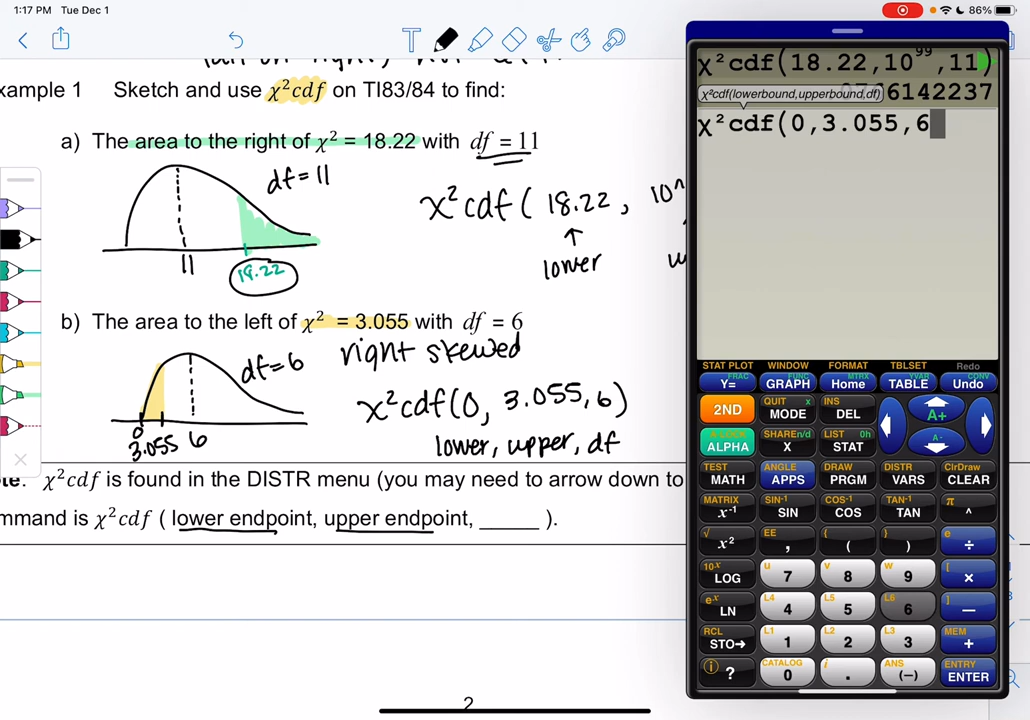 1:17 PM Tue Dec 1
86%
xample 1 Sketch and use χ²cdf on TI83/84 to find:
a) The area to the right of χ² = 18.22 with df = 11
df = 11
11
18.22
χ²cdf ( 18.22, 10^
↑
lower
b) The area to the left of χ² = 3.055 with df = 6
right skewed
df = 6
0
3.055 6
χ²cdf(0, 3.055, 6)
lower, upper, df
χ²cdf is found in the DISTR menu (you may need to arrow down to
mmand is χ²cdf ( lower endpoint, upper endpoint, _____ ).
2
χ²cdf(18.22,10⁹⁹,11)
χ²cdf(lowerbound,upperbound,df)
6142237
χ²cdf(0,3.055,6
STAT PLOT WINDOW FORMAT TBLSET Redo
Y= GRAPH Home TABLE Undo
2ND
QUIT x INS
MODE DEL
A+
ALPHA
SHARE n/d LIST 0h
X STAT
A-
TEST ANGLE DRAW DISTR ClrDraw
MATH APPS PRGM VARS CLEAR
MATRIX SIN⁻¹ COS⁻¹ TAN⁻¹ π
x⁻¹ SIN COS TAN ^
√ EE { } e
x² , ( ) ÷
10ˣ u v w [
LOG 7 8 9 ×
eˣ L4 L5 L6 ]
LN 4 5 6 —
RCL L1 L2 L3 MEM
STO→ 1 2 3 +
CATALOG i ANS ENTRY
? 0 . (−) ENTER